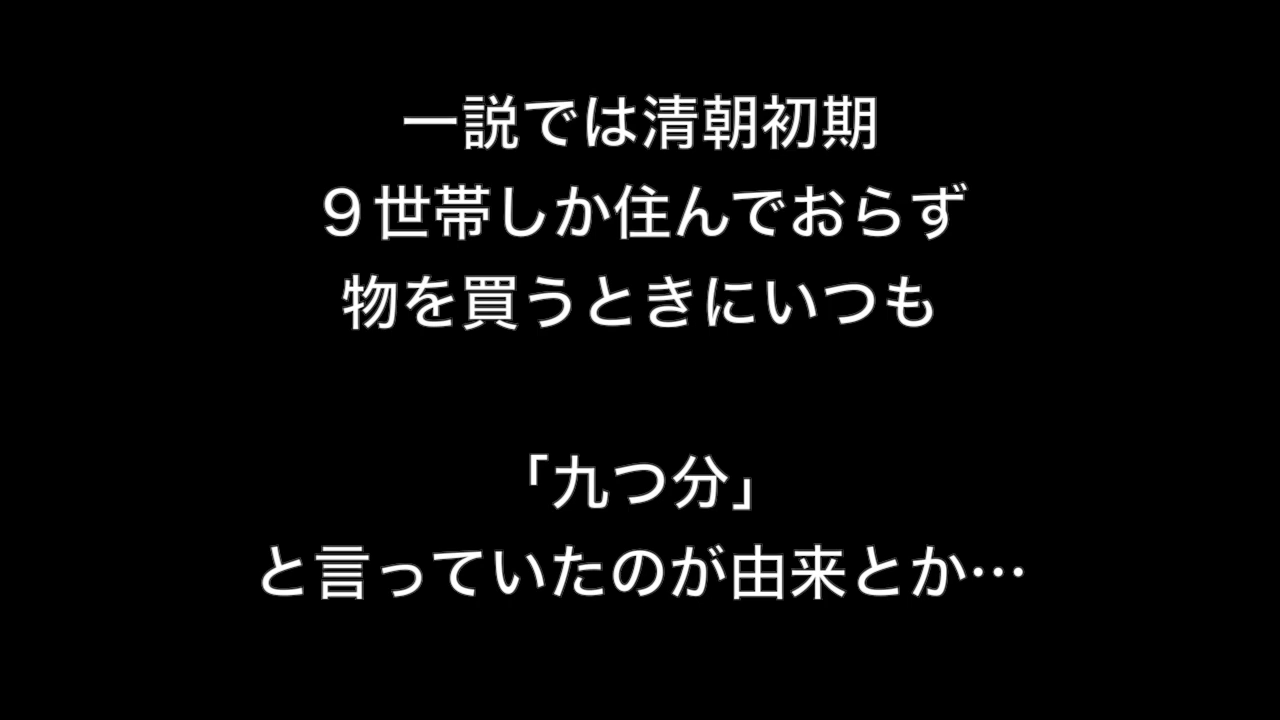 一説では清朝初期
９世帯しか住んでおらず
物を買うときにいつも
「九つ分」
と言っていたのが由来とか…